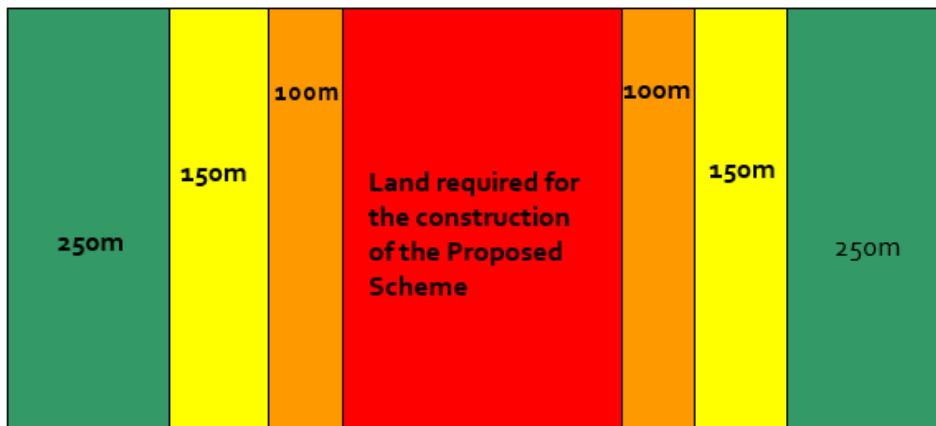 100m
100m
150m
150m
Land required for
the construction
of the Proposed
Scheme
250m
250m